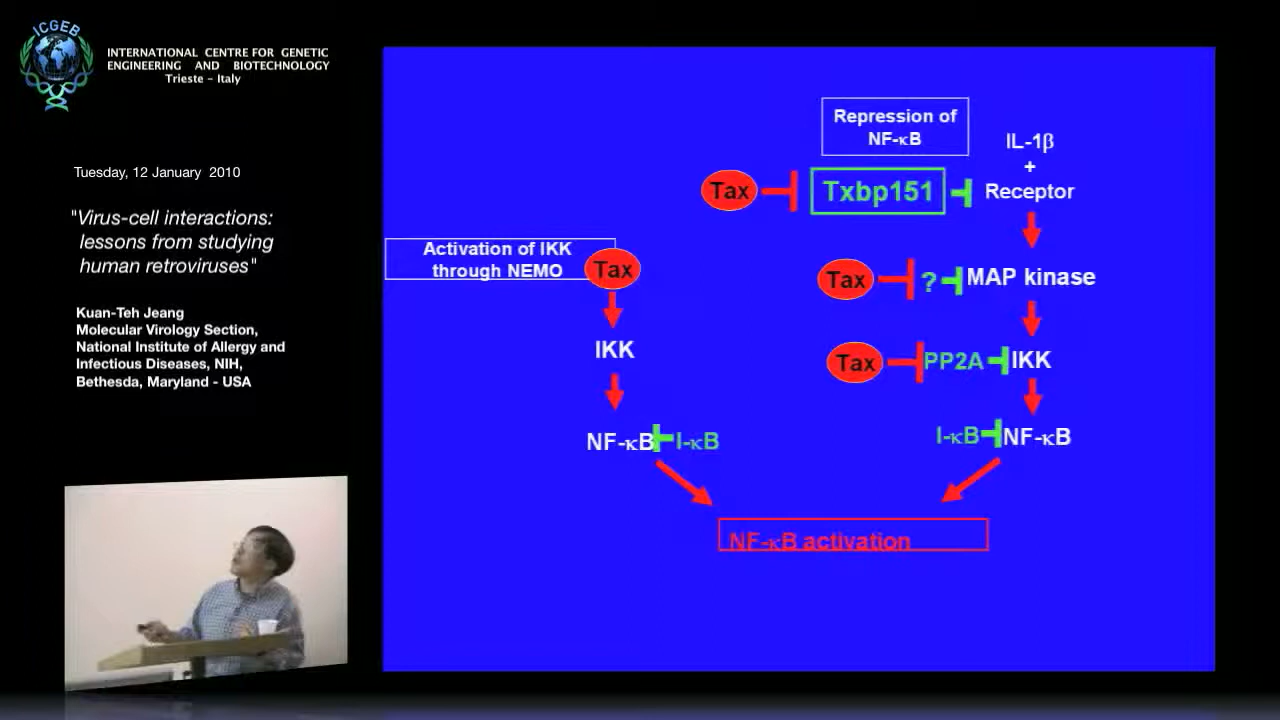 ICGEB
INTERNATIONAL CENTRE FOR GENETIC
ENGINEERING AND BIOTECHNOLOGY
Trieste - Italy
Tuesday, 12 January 2010
"Virus-cell interactions:
lessons from studying
human retroviruses"
Kuan-Teh Jeang
Molecular Virology Section,
National Institute of Allergy and
Infectious Diseases, NIH,
Bethesda, Maryland - USA
Repression of
NF-κB
IL-1β
+
Tax
Txbp151
Receptor
Activation of IKK
through NEMO
Tax
Tax
?
MAP kinase
IKK
Tax
PP2A
IKK
NF-κB
I-κB
I-κB
NF-κB
NF-κB activation